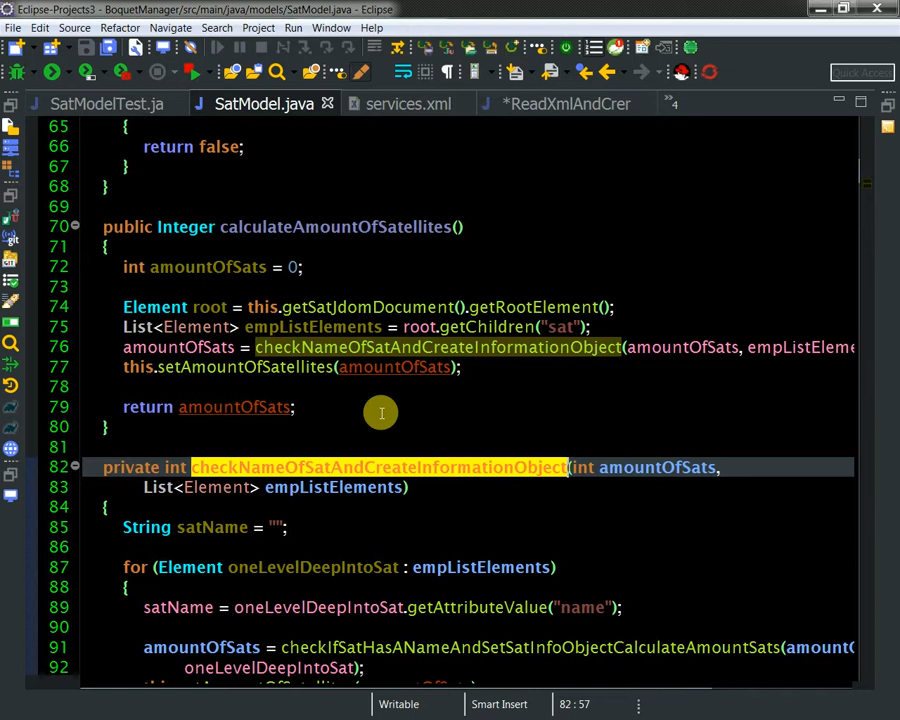 Eclipse-Projects3 - BoquetManager/src/main/java/models/SatModel.java - Eclipse
File Edit Source Refactor Navigate Search Project Run Window Help
Quick Access
SatModelTest.ja SatModel.java services.xml *ReadXmlAndCrer »4
65 {
66 return false;
67 }
68 }
69
70 public Integer calculateAmountOfSatellites()
71 {
72 int amountOfSats = 0;
73
74 Element root = this.getSatJdomDocument().getRootElement();
75 List<Element> empListElements = root.getChildren("sat");
76 amountOfSats = checkNameOfSatAndCreateInformationObject(amountOfSats, empListEleme
77 this.setAmountOfSatellites(amountOfSats);
78
79 return amountOfSats;
80 }
81
82 private int checkNameOfSatAndCreateInformationObject(int amountOfSats,
83 List<Element> empListElements)
84 {
85 String satName = "";
86
87 for (Element oneLevelDeepIntoSat : empListElements)
88 {
89 satName = oneLevelDeepIntoSat.getAttributeValue("name");
90
91 amountOfSats = checkIfSatHasANameAndSetSatInfoObjectCalculateAmountSats(amountO
92 oneLevelDeepIntoSat);
Writable Smart Insert 82 : 57